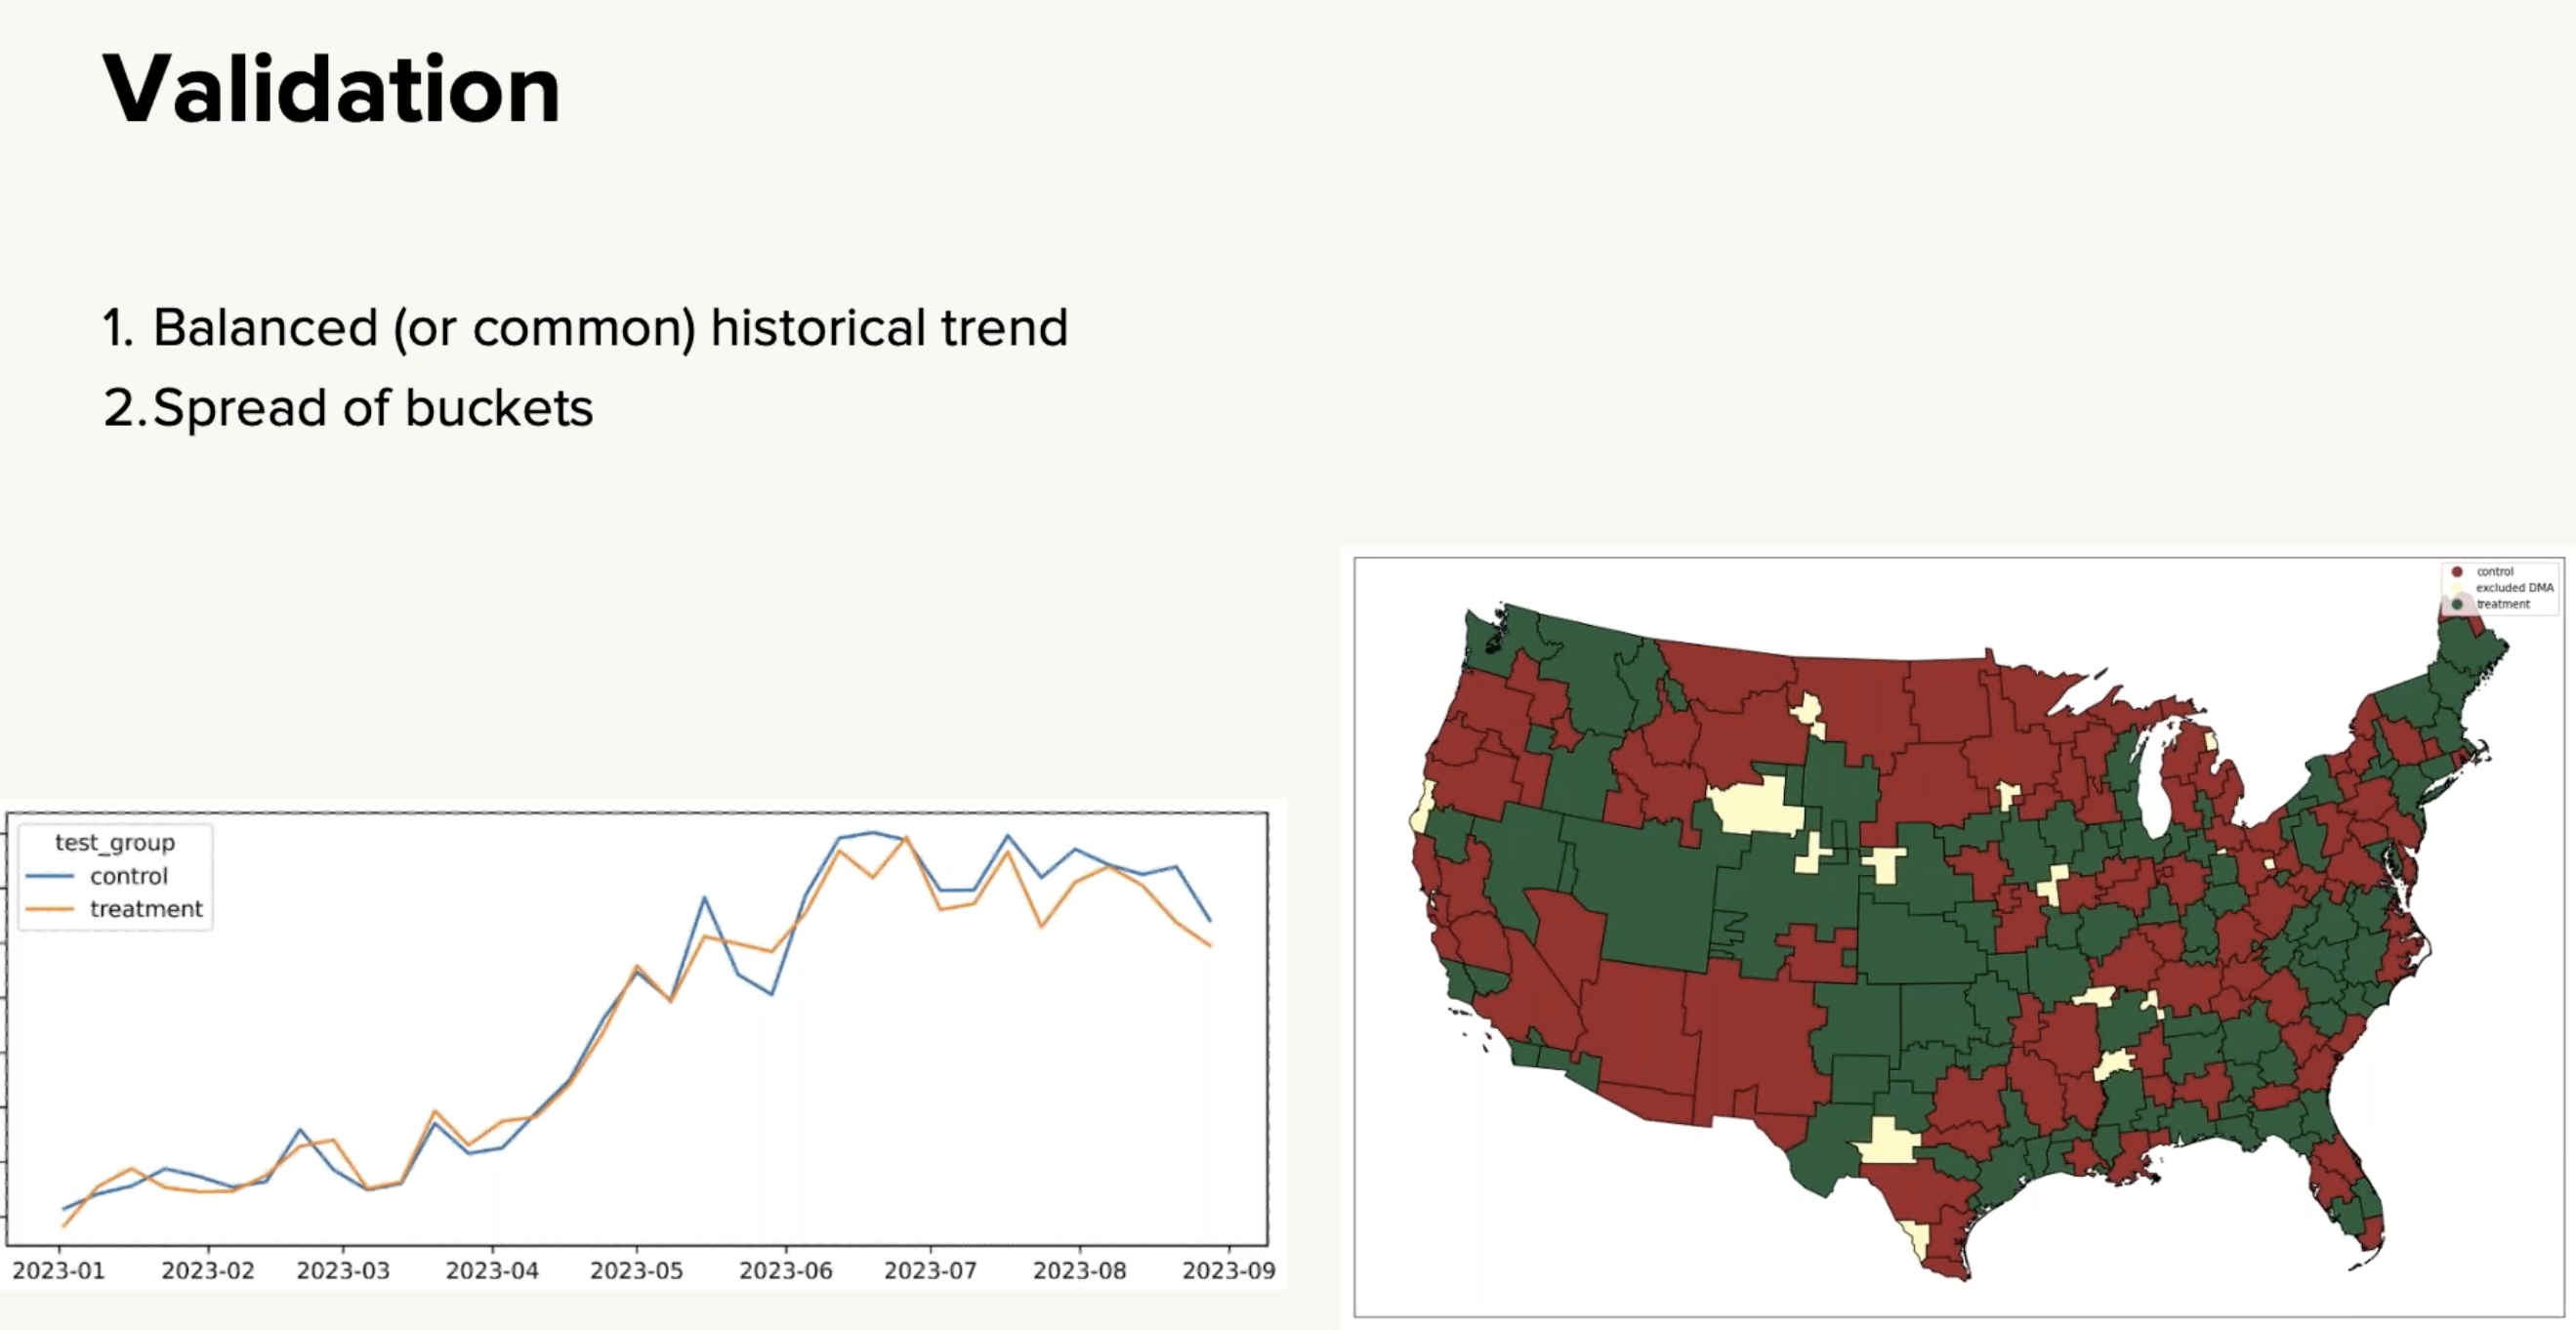 Validation
1. Balanced (or common) historical trend
2. Spread of buckets
test_group
control
treatment
2023-01 2023-02 2023-03 2023-04 2023-05 2023-06 2023-07 2023-08 2023-09
control
excluded DMA
treatment